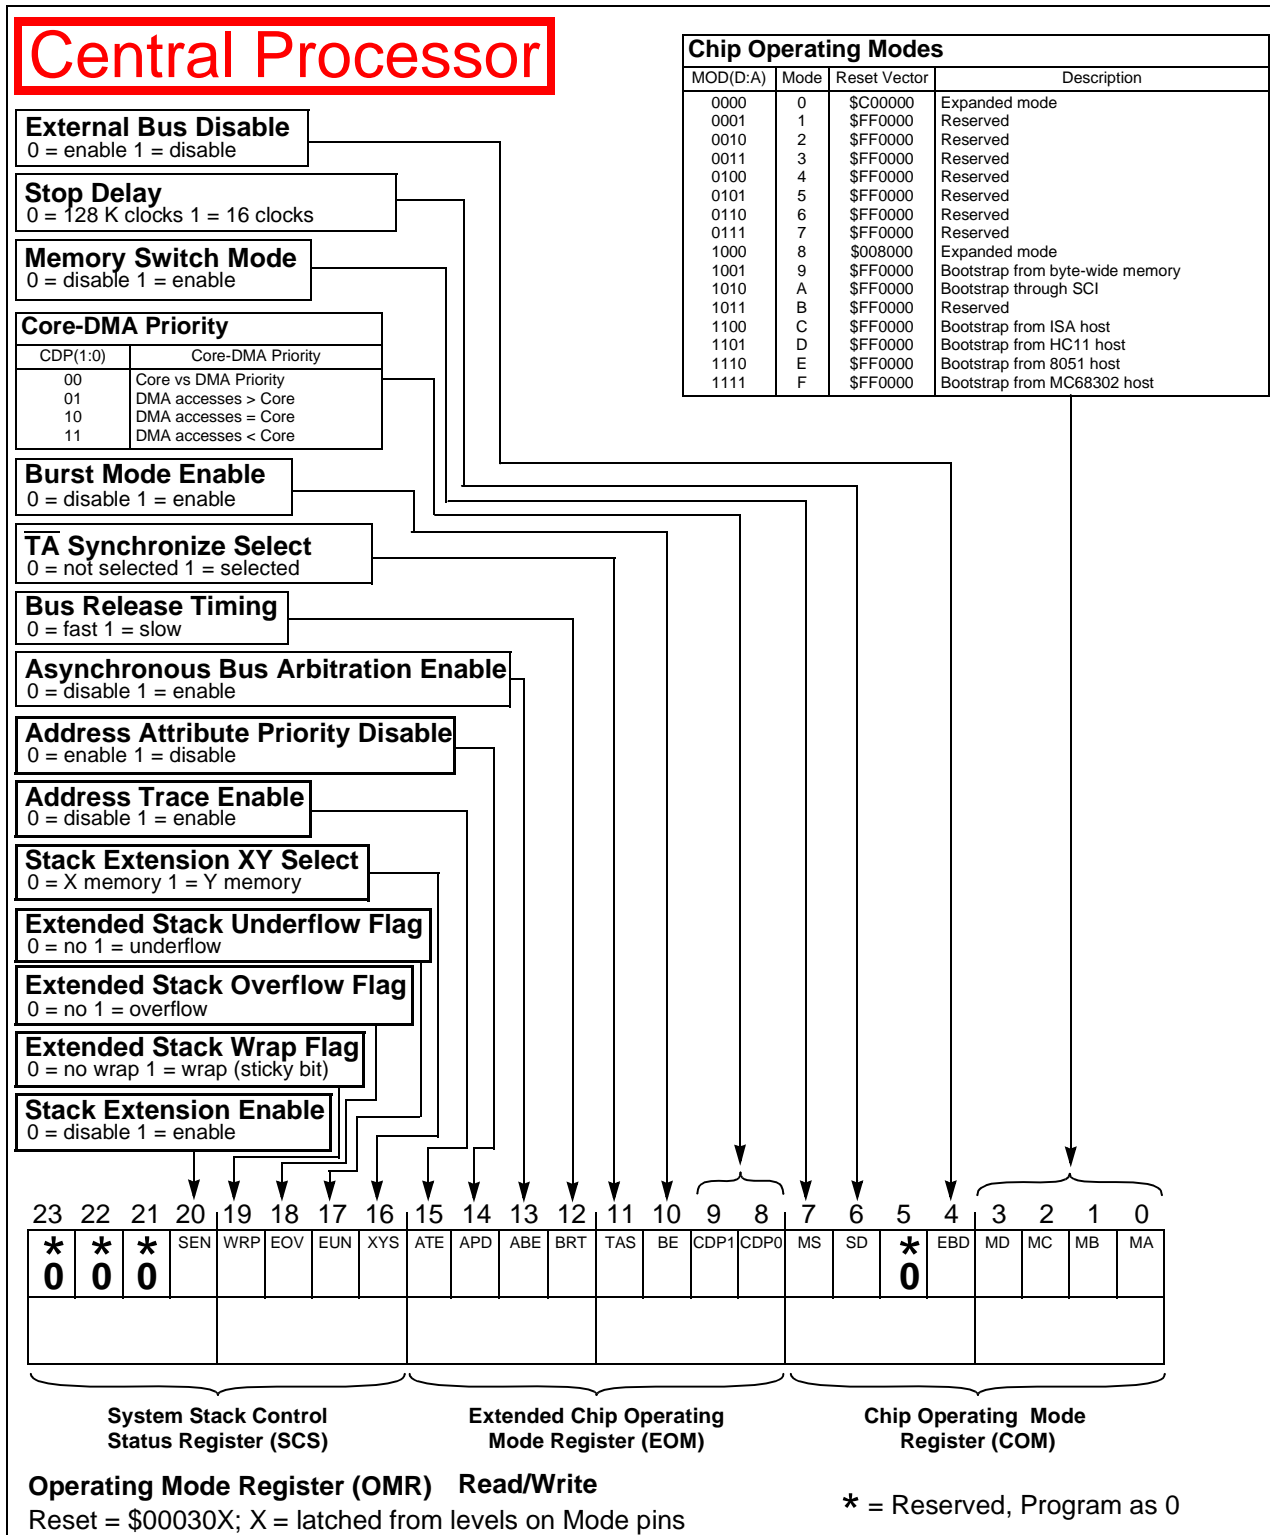 Central Processor
Chip Operating Modes
MOD(D:A) Mode Reset Vector Description
0000 0 $C00000 Expanded mode
0001 1 $FF0000 Reserved
0010 2 $FF0000 Reserved
0011 3 $FF0000 Reserved
0100 4 $FF0000 Reserved
0101 5 $FF0000 Reserved
0110 6 $FF0000 Reserved
0111 7 $FF0000 Reserved
1000 8 $008000 Expanded mode
1001 9 $FF0000 Bootstrap from byte-wide memory
1010 A $FF0000 Bootstrap through SCI
1011 B $FF0000 Reserved
1100 C $FF0000 Bootstrap from ISA host
1101 D $FF0000 Bootstrap from HC11 host
1110 E $FF0000 Bootstrap from 8051 host
1111 F $FF0000 Bootstrap from MC68302 host
External Bus Disable
0 = enable 1 = disable
Stop Delay
0 = 128 K clocks 1 = 16 clocks
Memory Switch Mode
0 = disable 1 = enable
Core-DMA Priority
CDP(1:0) Core-DMA Priority
00 Core vs DMA Priority
01 DMA accesses > Core
10 DMA accesses = Core
11 DMA accesses < Core
Burst Mode Enable
0 = disable 1 = enable
T̅A̅ Synchronize Select
0 = not selected 1 = selected
Bus Release Timing
0 = fast 1 = slow
Asynchronous Bus Arbitration Enable
0 = disable 1 = enable
Address Attribute Priority Disable
0 = enable 1 = disable
Address Trace Enable
0 = disable 1 = enable
Stack Extension XY Select
0 = X memory 1 = Y memory
Extended Stack Underflow Flag
0 = no 1 = underflow
Extended Stack Overflow Flag
0 = no 1 = overflow
Extended Stack Wrap Flag
0 = no wrap 1 = wrap (sticky bit)
Stack Extension Enable
0 = disable 1 = enable
23 22 21 20 19 18 17 16 15 14 13 12 11 10 9 8 7 6 5 4 3 2 1 0
* * * SEN WRP EOV EUN XYS ATE APD ABE BRT TAS BE CDP1 CDP0 MS SD * EBD MD MC MB MA
0 0 0 0
System Stack Control
Status Register (SCS)
Extended Chip Operating
Mode Register (EOM)
Chip Operating Mode
Register (COM)
Operating Mode Register (OMR) Read/Write
Reset = $00030X; X = latched from levels on Mode pins
* = Reserved, Program as 0